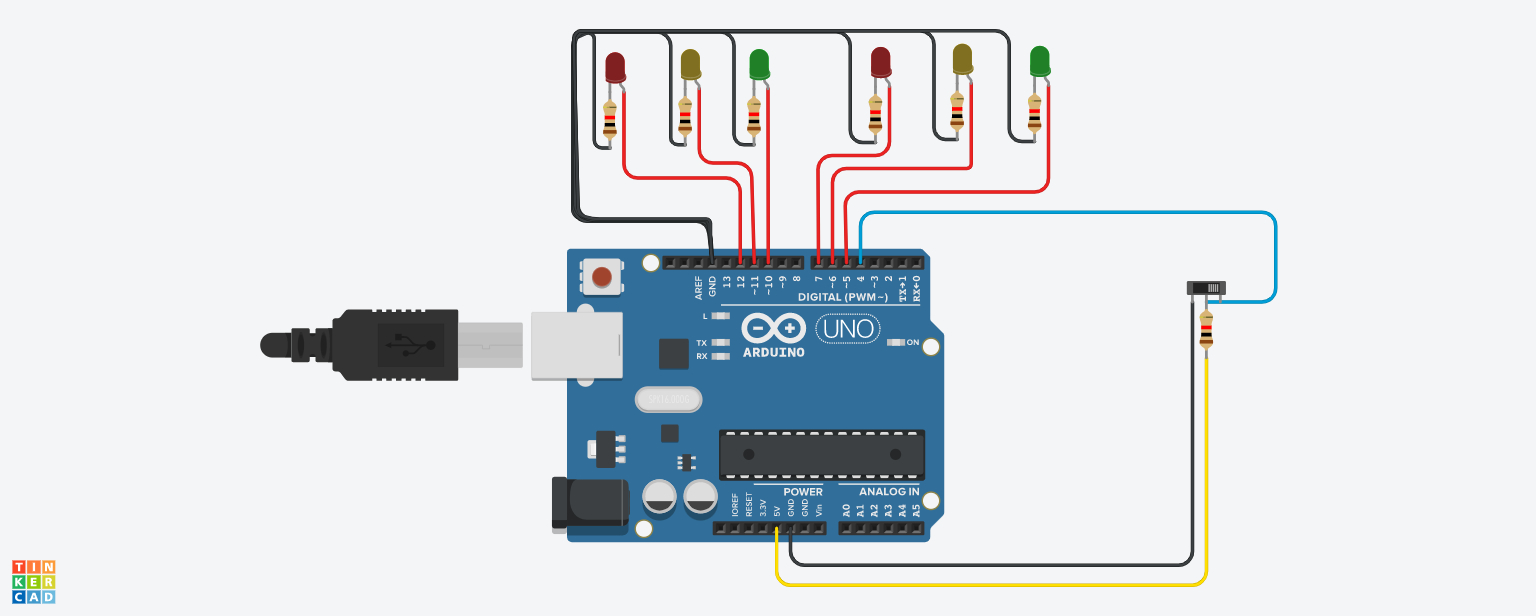 AREF
GND
13
12
~11
~10
~9
8
7
~6
~5
4
~3
2
TX→1
RX←0
DIGITAL (PWM~)
L
TX
RX
ARDUINO
UNO
ON
IOREF
RESET
3.3V
5V
GND
GND
Vin
POWER
ANALOG IN
A0
A1
A2
A3
A4
A5
TIN
KER
CAD